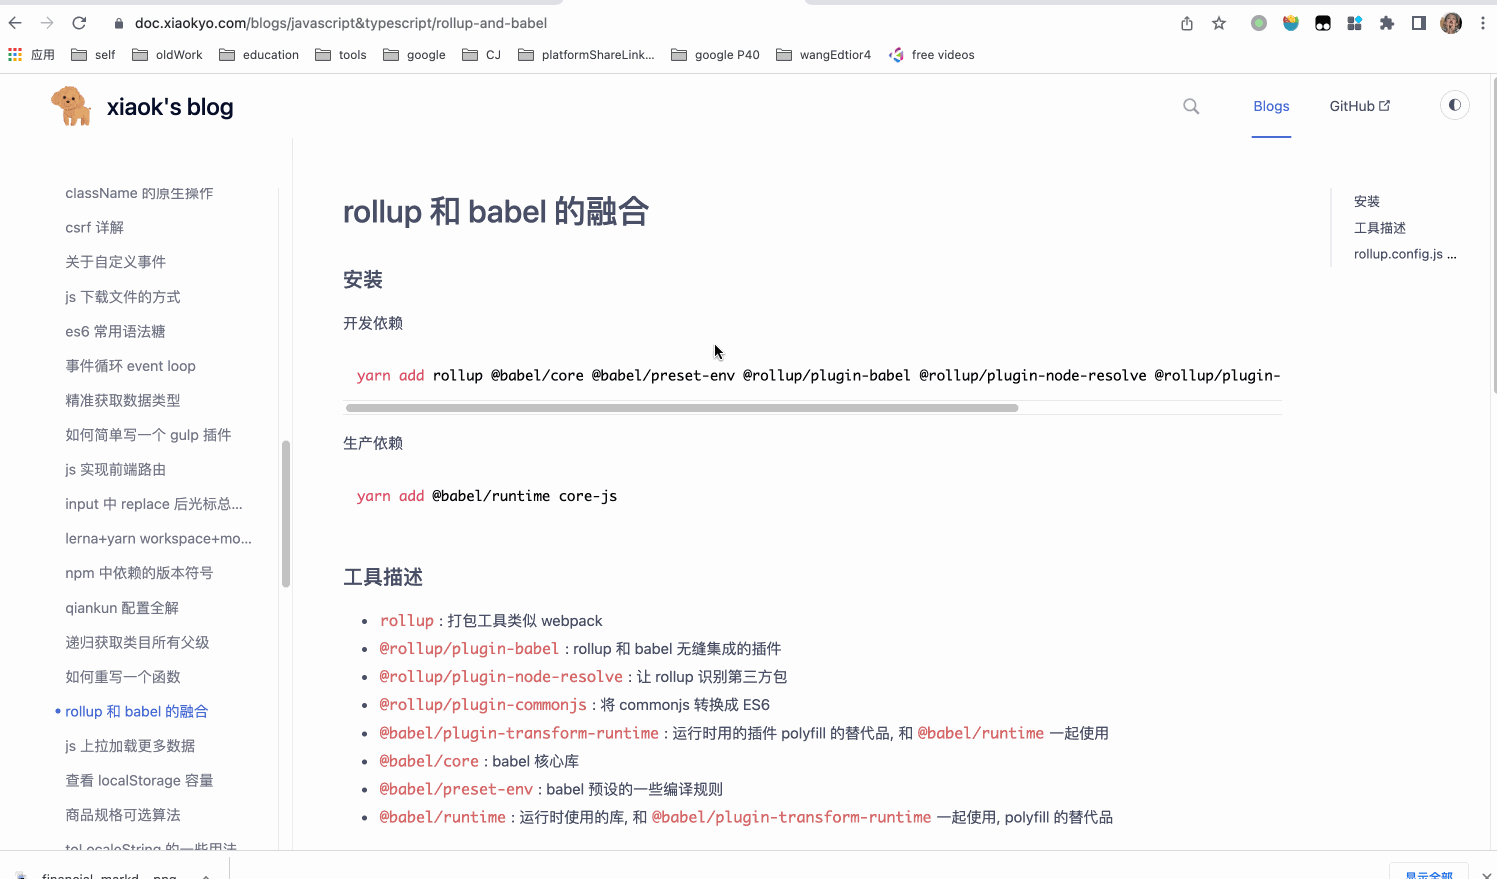 doc.xiaokyo.com/blogs/javascript&typescript/rollup-and-babel
应用 self oldWork education tools google CJ platformShareLink... google P40 wangEdtior4 free videos
xiaok's blog
Blogs
GitHub
className 的原生操作
csrf 详解
关于自定义事件
js 下载文件的方式
es6 常用语法糖
事件循环 event loop
精准获取数据类型
如何简单写一个 gulp 插件
js 实现前端路由
input 中 replace 后光标总...
lerna+yarn workspace+mo...
npm 中依赖的版本符号
qiankun 配置全解
递归获取类目所有父级
如何重写一个函数
rollup 和 babel 的融合
js 上拉加载更多数据
查看 localStorage 容量
商品规格可选算法
toLocaleString 的一些用法
rollup 和 babel 的融合
安装
开发依赖
yarn add rollup @babel/core @babel/preset-env @rollup/plugin-babel @rollup/plugin-node-resolve @rollup/plugin-
生产依赖
yarn add @babel/runtime core-js
工具描述
rollup : 打包工具类似 webpack
@rollup/plugin-babel : rollup 和 babel 无缝集成的插件
@rollup/plugin-node-resolve : 让 rollup 识别第三方包
@rollup/plugin-commonjs : 将 commonjs 转换成 ES6
@babel/plugin-transform-runtime : 运行时用的插件 polyfill 的替代品, 和 @babel/runtime 一起使用
@babel/core : babel 核心库
@babel/preset-env : babel 预设的一些编译规则
@babel/runtime : 运行时使用的库, 和 @babel/plugin-transform-runtime 一起使用, polyfill 的替代品
安装
工具描述
rollup.config.js ...
financial_markd....png
显示全部